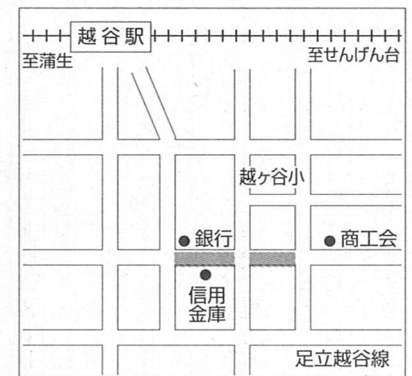 越谷駅
至蒲生
至せんげん台
越ヶ谷小
銀行
商工会
信用
金庫
足立越谷線